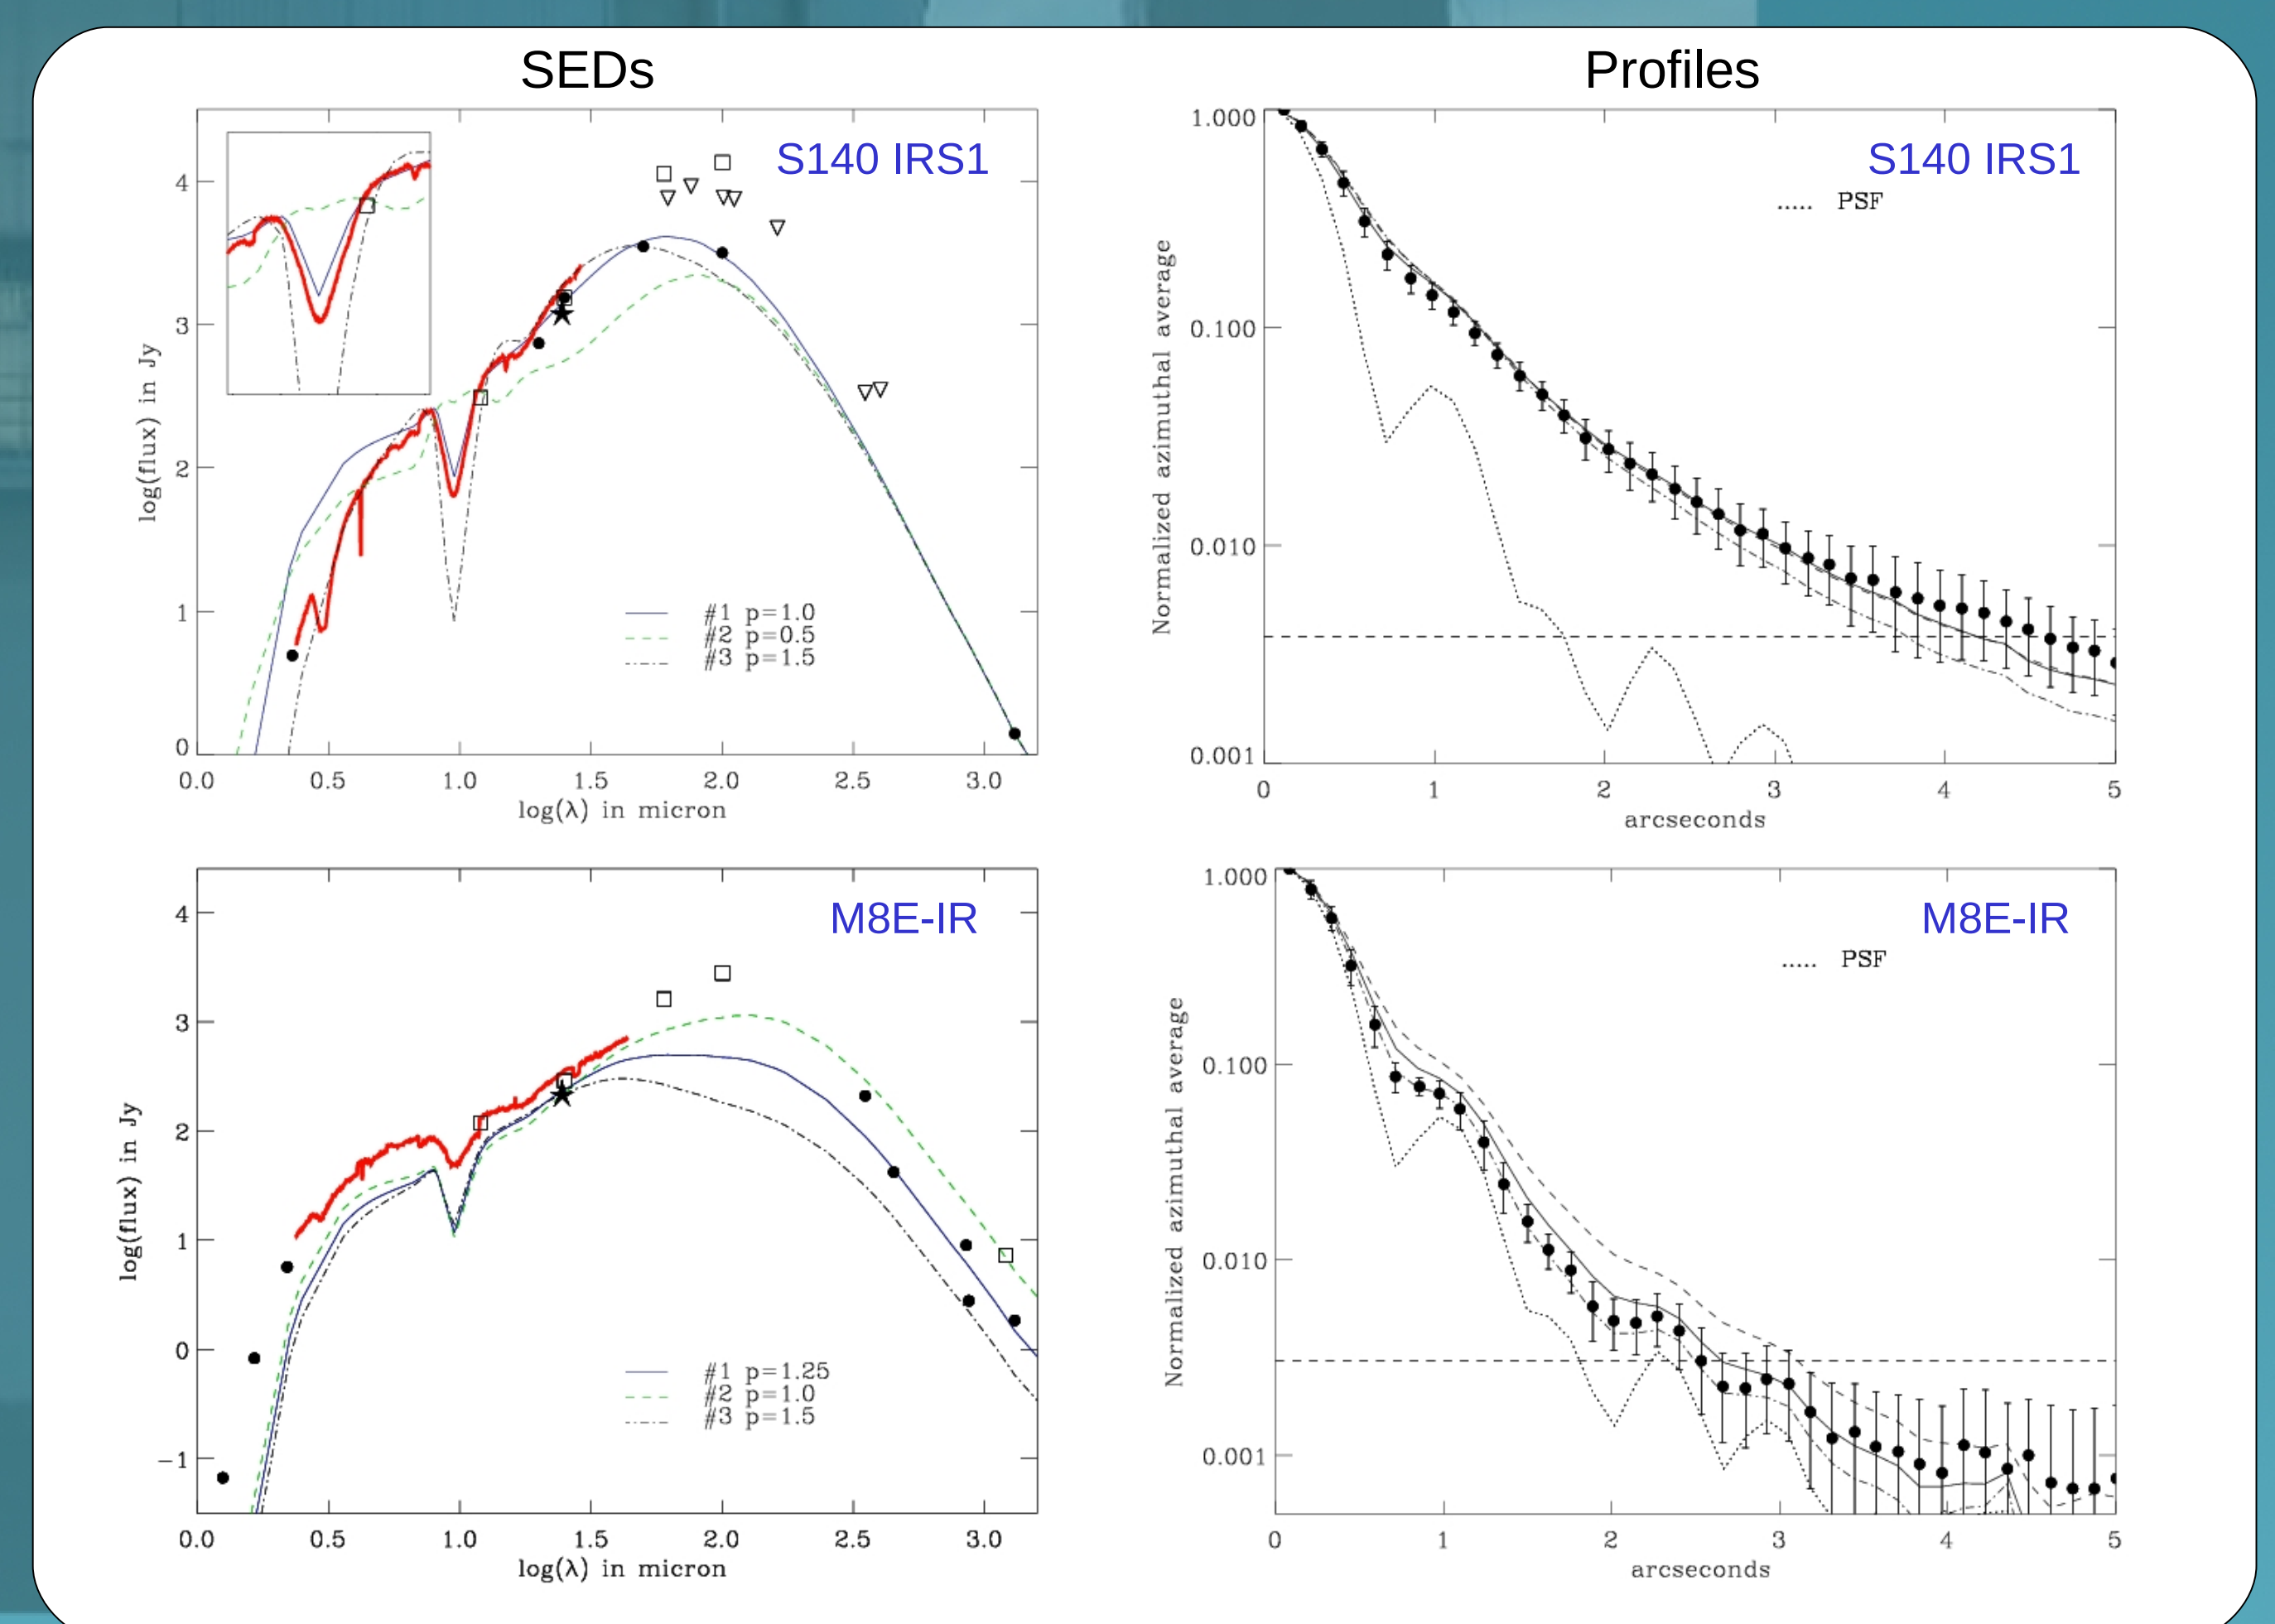 SEDs
Profiles
S140 IRS1
4
3
2
1
0
log(flux) in Jy
#1 p=1.0
#2 p=0.5
#3 p=1.5
0.0 0.5 1.0 1.5 2.0 2.5 3.0
log(λ) in micron
S140 IRS1
PSF
1.000
0.100
0.010
0.001
Normalized azimuthal average
0 1 2 3 4 5
arcseconds
M8E-IR
4
3
2
1
0
−1
log(flux) in Jy
#1 p=1.25
#2 p=1.0
#3 p=1.5
0.0 0.5 1.0 1.5 2.0 2.5 3.0
log(λ) in micron
M8E-IR
PSF
1.000
0.100
0.010
0.001
Normalized azimuthal average
0 1 2 3 4 5
arcseconds